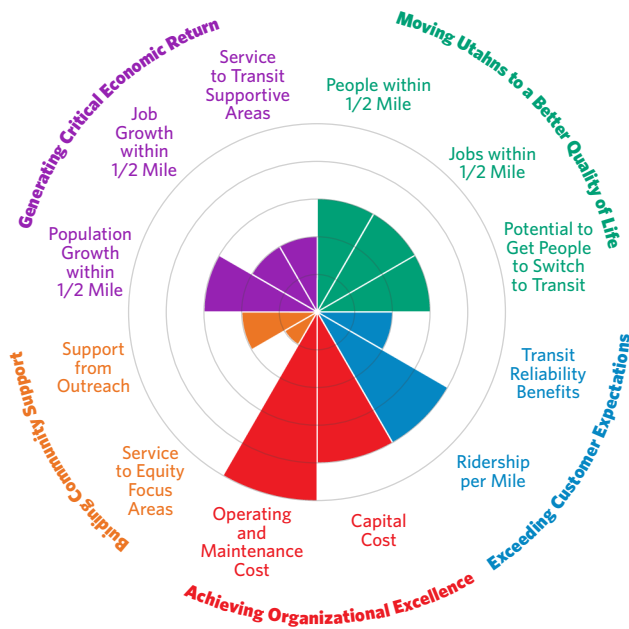 Moving Utahns to a Better Quality of Life
People within
1/2 Mile
Jobs within
1/2 Mile
Potential to
Get People
to Switch
to Transit
Exceeding Customer Expectations
Transit
Reliability
Benefits
Ridership
per Mile
Achieving Organizational Excellence
Capital
Cost
Operating
and
Maintenance
Cost
Buiding Community Support
Service
to Equity
Focus
Areas
Support
from
Outreach
Generating Critical Economic Return
Population
Growth
within
1/2 Mile
Job
Growth
within
1/2 Mile
Service
to Transit
Supportive
Areas